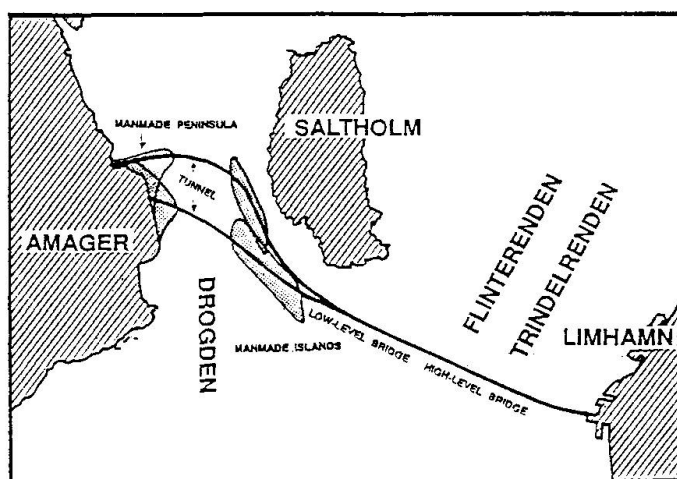 MANMADE PENINSULA
SALTHOLM
TUNNEL
AMAGER
DROGDEN
FLINTERENDEN
TRINDELRENDEN
LIMHAMN
LOW-LEVEL BRIDGE
HIGH-LEVEL BRIDGE
MANMADE ISLANDS